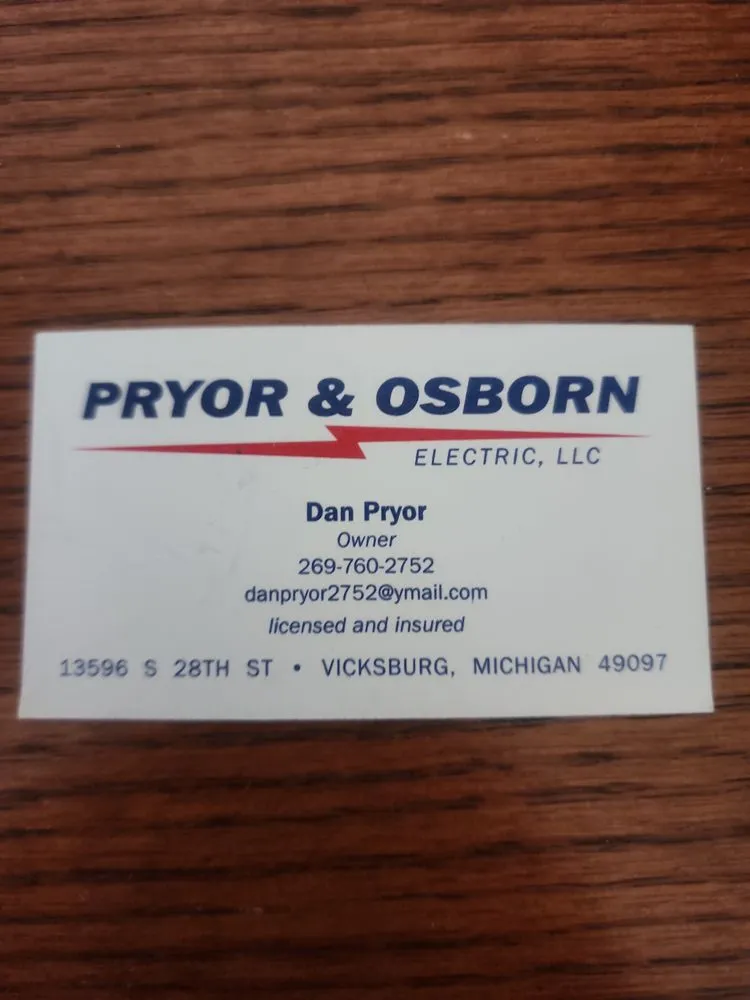 PRYOR & OSBORN
ELECTRIC, LLC
Dan Pryor
Owner
269-760-2752
danpryor2752@ymail.com
licensed and insured
13596 S 28TH ST • VICKSBURG, MICHIGAN 49097